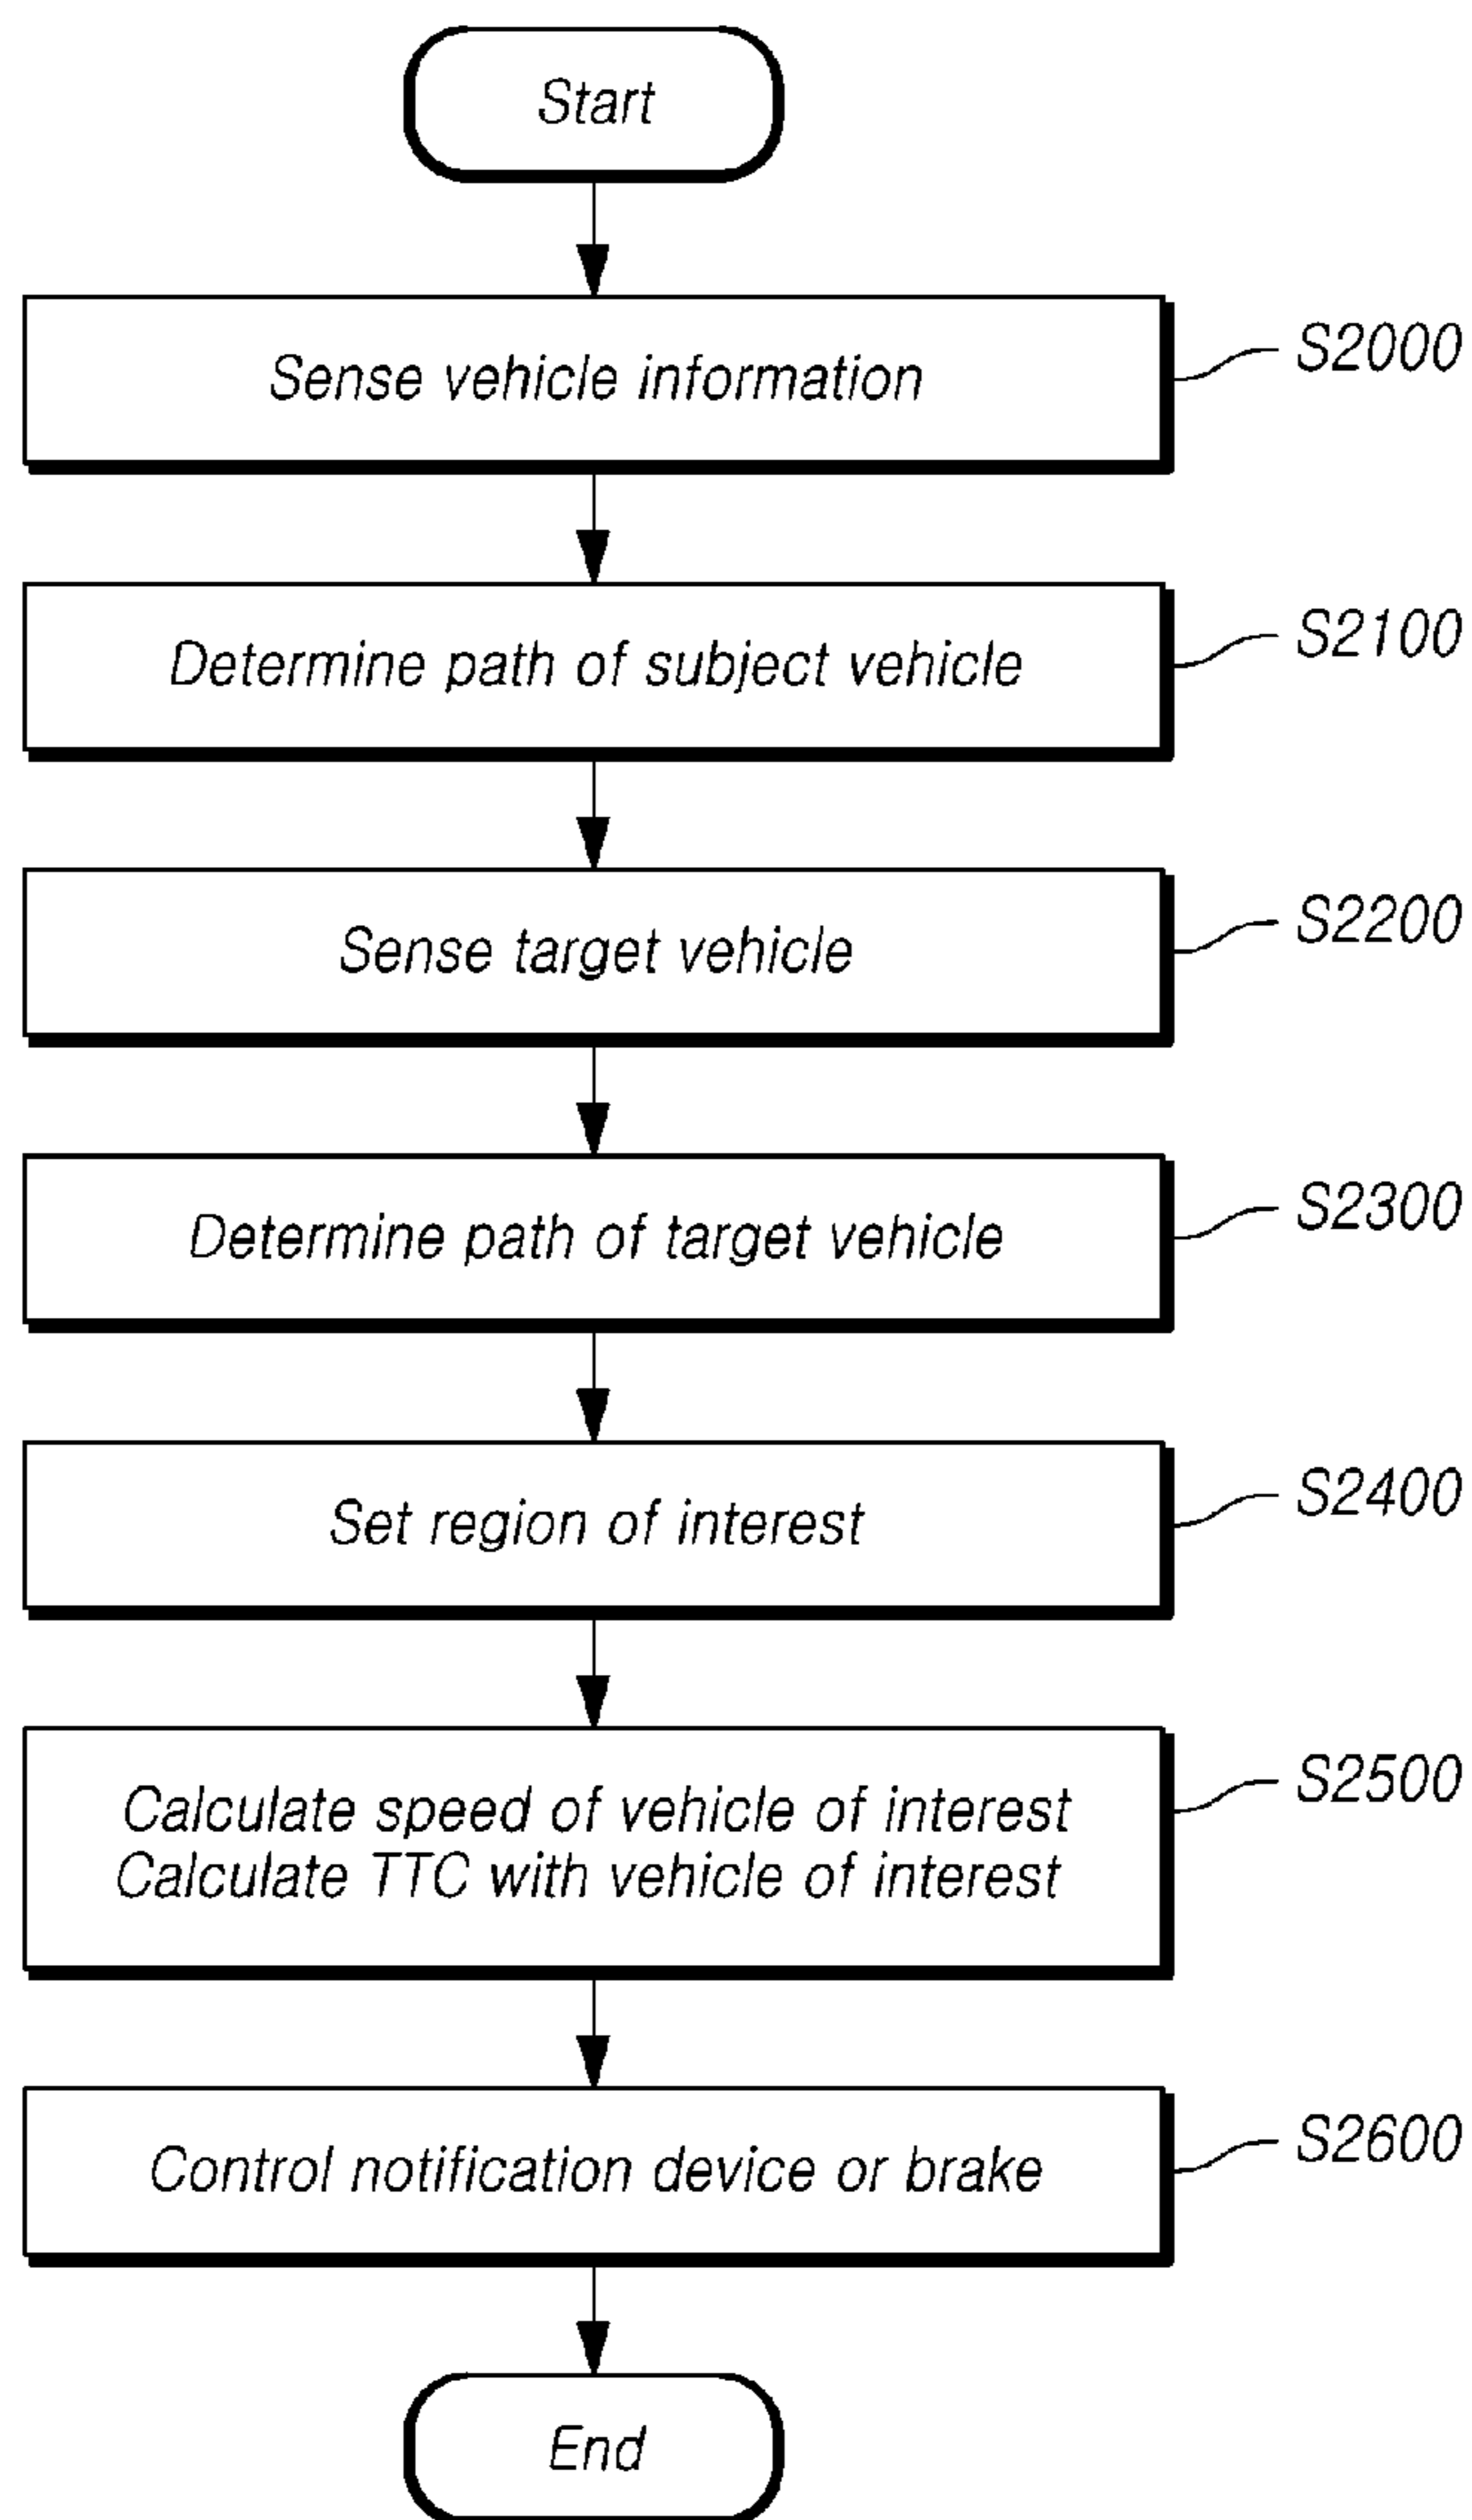 Start
Sense vehicle information
S2000
Determine path of subject vehicle
S2100
Sense target vehicle
S2200
Determine path of target vehicle
S2300
Set region of interest
S2400
Calculate speed of vehicle of interest
Calculate TTC with vehicle of interest
S2500
Control notification device or brake
S2600
End